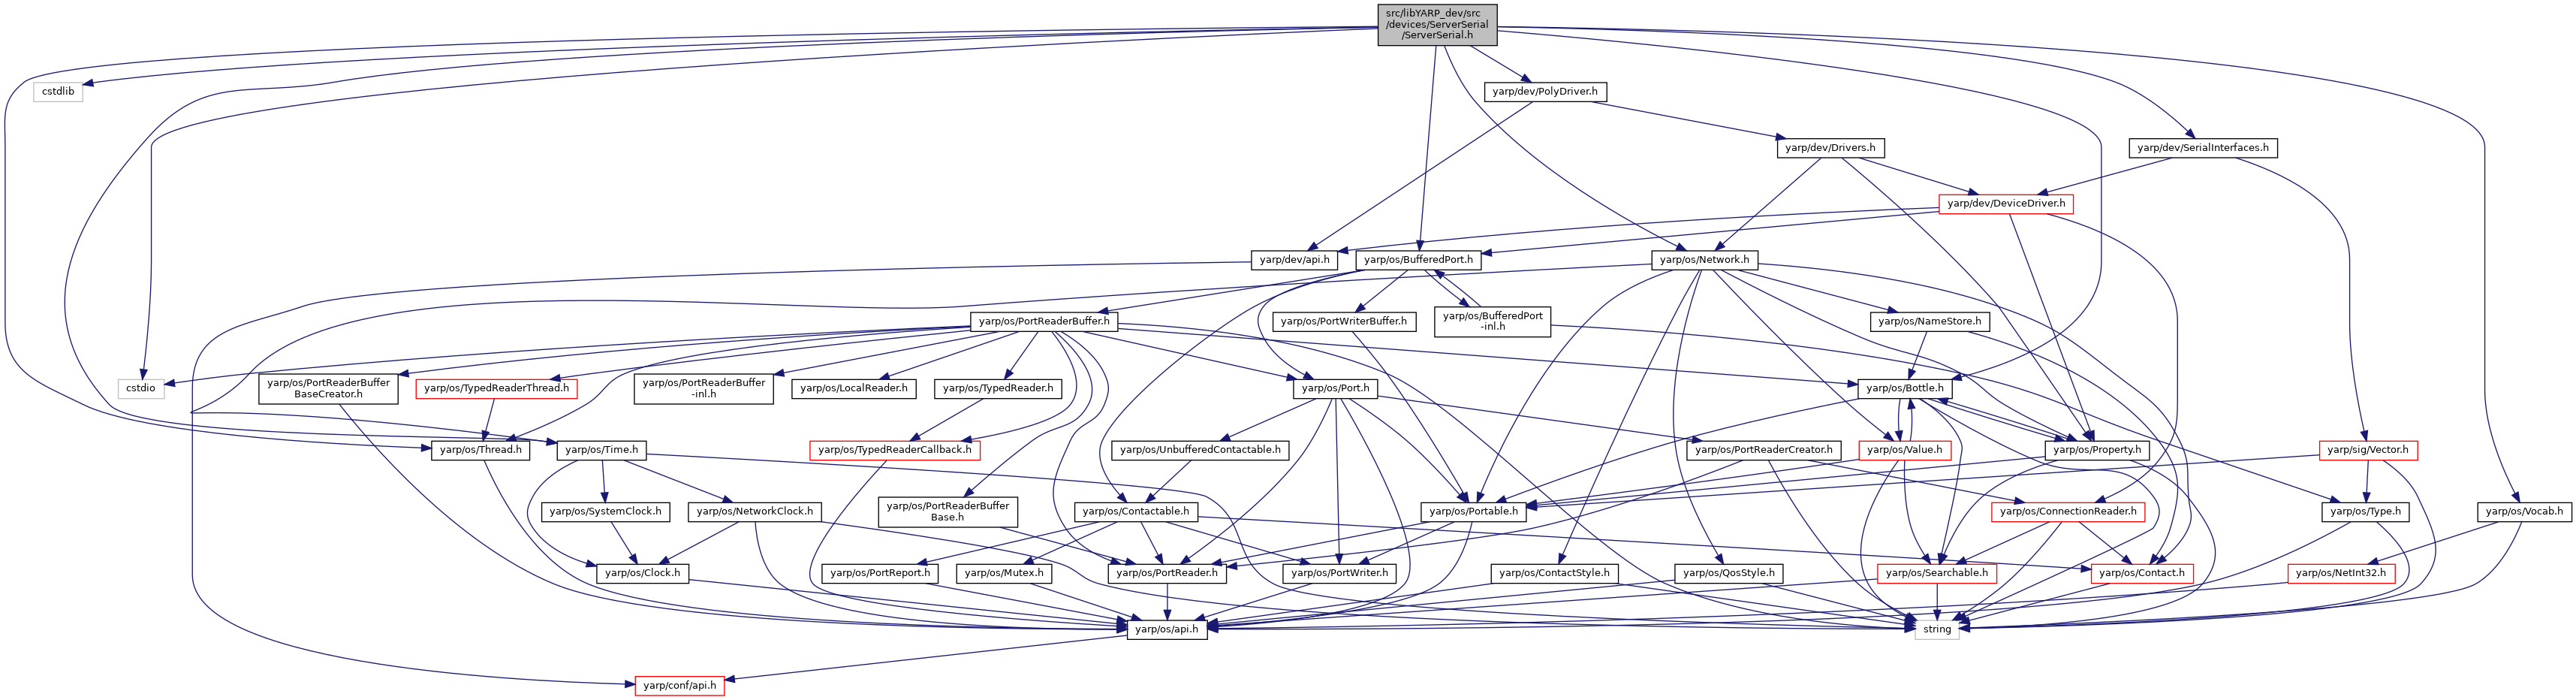 src/libYARP_dev/src
/devices/ServerSerial
/ServerSerial.h
cstdlib
yarp/dev/PolyDriver.h
yarp/dev/Drivers.h
yarp/dev/SerialInterfaces.h
yarp/dev/DeviceDriver.h
yarp/dev/api.h
yarp/os/BufferedPort.h
yarp/os/Network.h
yarp/os/PortReaderBuffer.h
yarp/os/PortWriterBuffer.h
yarp/os/BufferedPort
-inl.h
yarp/os/NameStore.h
cstdio
yarp/os/PortReaderBuffer
BaseCreator.h
yarp/os/TypedReaderThread.h
yarp/os/PortReaderBuffer
-inl.h
yarp/os/LocalReader.h
yarp/os/TypedReader.h
yarp/os/Port.h
yarp/os/Bottle.h
yarp/os/Thread.h
yarp/os/Time.h
yarp/os/TypedReaderCallback.h
yarp/os/UnbufferedContactable.h
yarp/os/PortReaderCreator.h
yarp/os/Value.h
yarp/os/Property.h
yarp/sig/Vector.h
yarp/os/SystemClock.h
yarp/os/NetworkClock.h
yarp/os/PortReaderBuffer
Base.h
yarp/os/Contactable.h
yarp/os/Portable.h
yarp/os/ConnectionReader.h
yarp/os/Type.h
yarp/os/Vocab.h
yarp/os/Clock.h
yarp/os/PortReport.h
yarp/os/Mutex.h
yarp/os/PortReader.h
yarp/os/PortWriter.h
yarp/os/ContactStyle.h
yarp/os/QosStyle.h
yarp/os/Searchable.h
yarp/os/Contact.h
yarp/os/NetInt32.h
yarp/os/api.h
string
yarp/conf/api.h